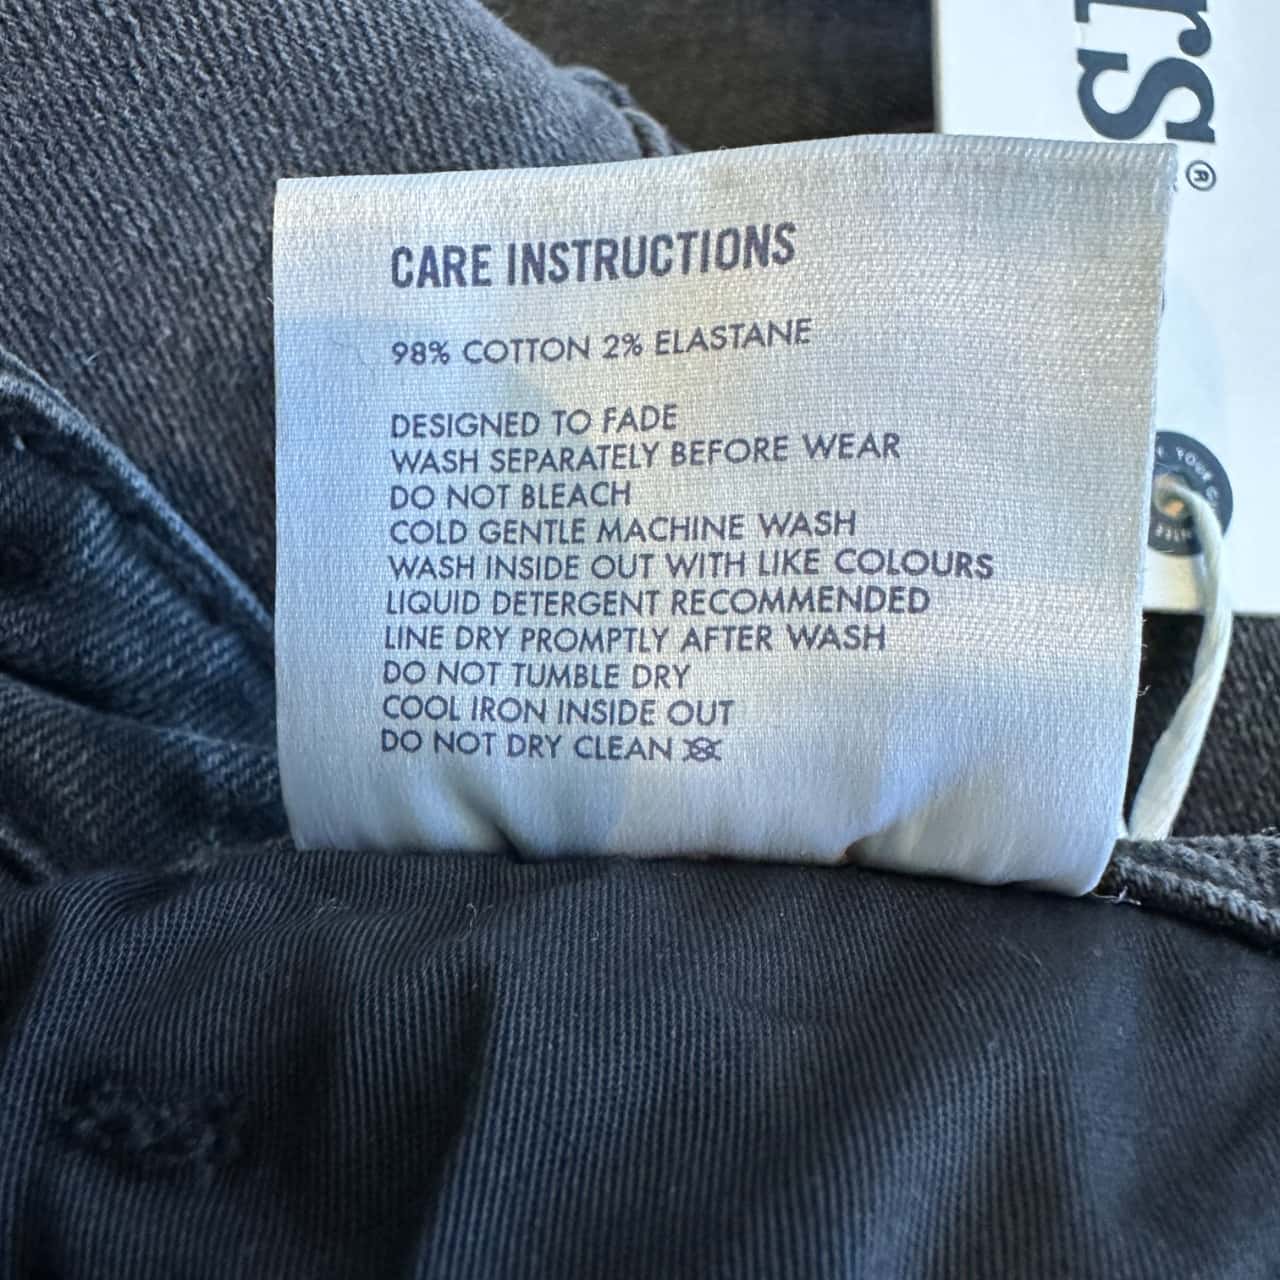 rs®
CARE INSTRUCTIONS
98% COTTON 2% ELASTANE
DESIGNED TO FADE
WASH SEPARATELY BEFORE WEAR
DO NOT BLEACH
COLD GENTLE MACHINE WASH
WASH INSIDE OUT WITH LIKE COLOURS
LIQUID DETERGENT RECOMMENDED
LINE DRY PROMPTLY AFTER WASH
DO NOT TUMBLE DRY
COOL IRON INSIDE OUT
DO NOT DRY CLEAN
YOUR